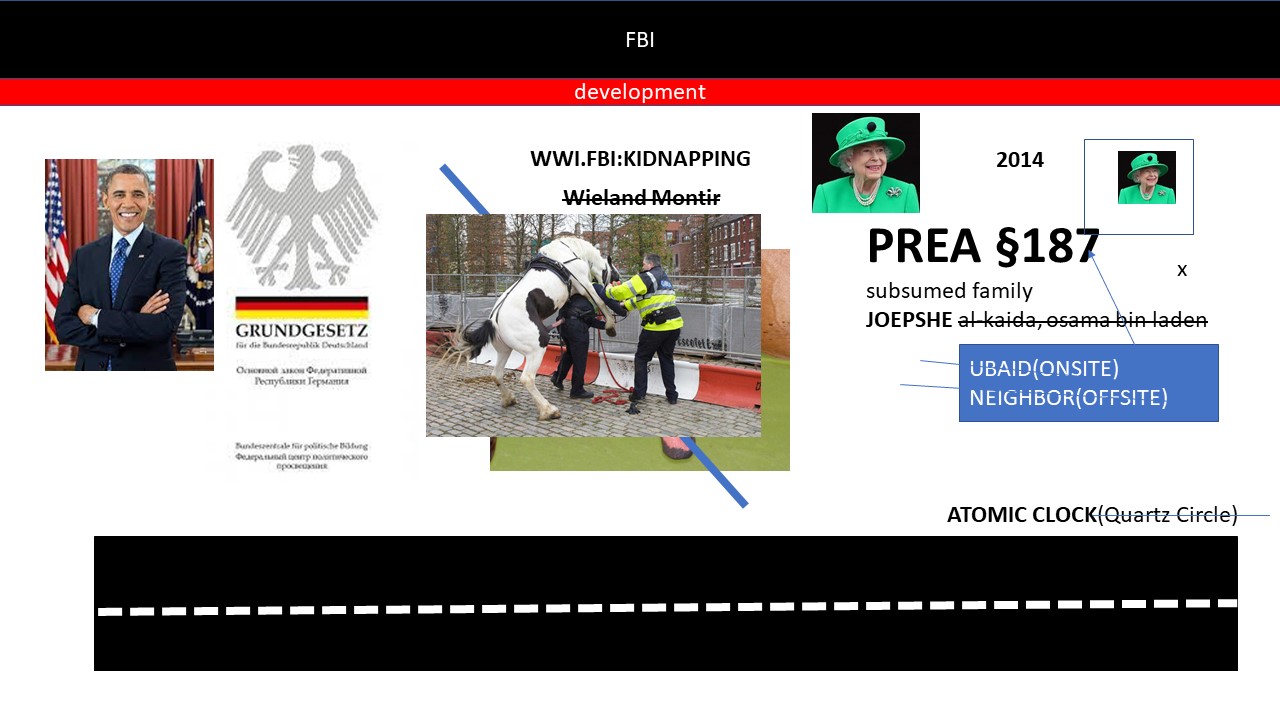 FBI
development
WWI.FBI:KIDNAPPING
Wieland Montir
2014
PREA §187
x
subsumed family
JOEPSHE al-kaida, osama bin laden
UBAID(ONSITE)
NEIGHBOR(OFFSITE)
GRUNDGESETZ
für die Bundesrepublik Deutschland
Основной закон Федеративной
Республики Германия
Bundeszentrale für politische Bildung
Федеральный центр политического
просвещения
ATOMIC CLOCK(Quartz Circle)